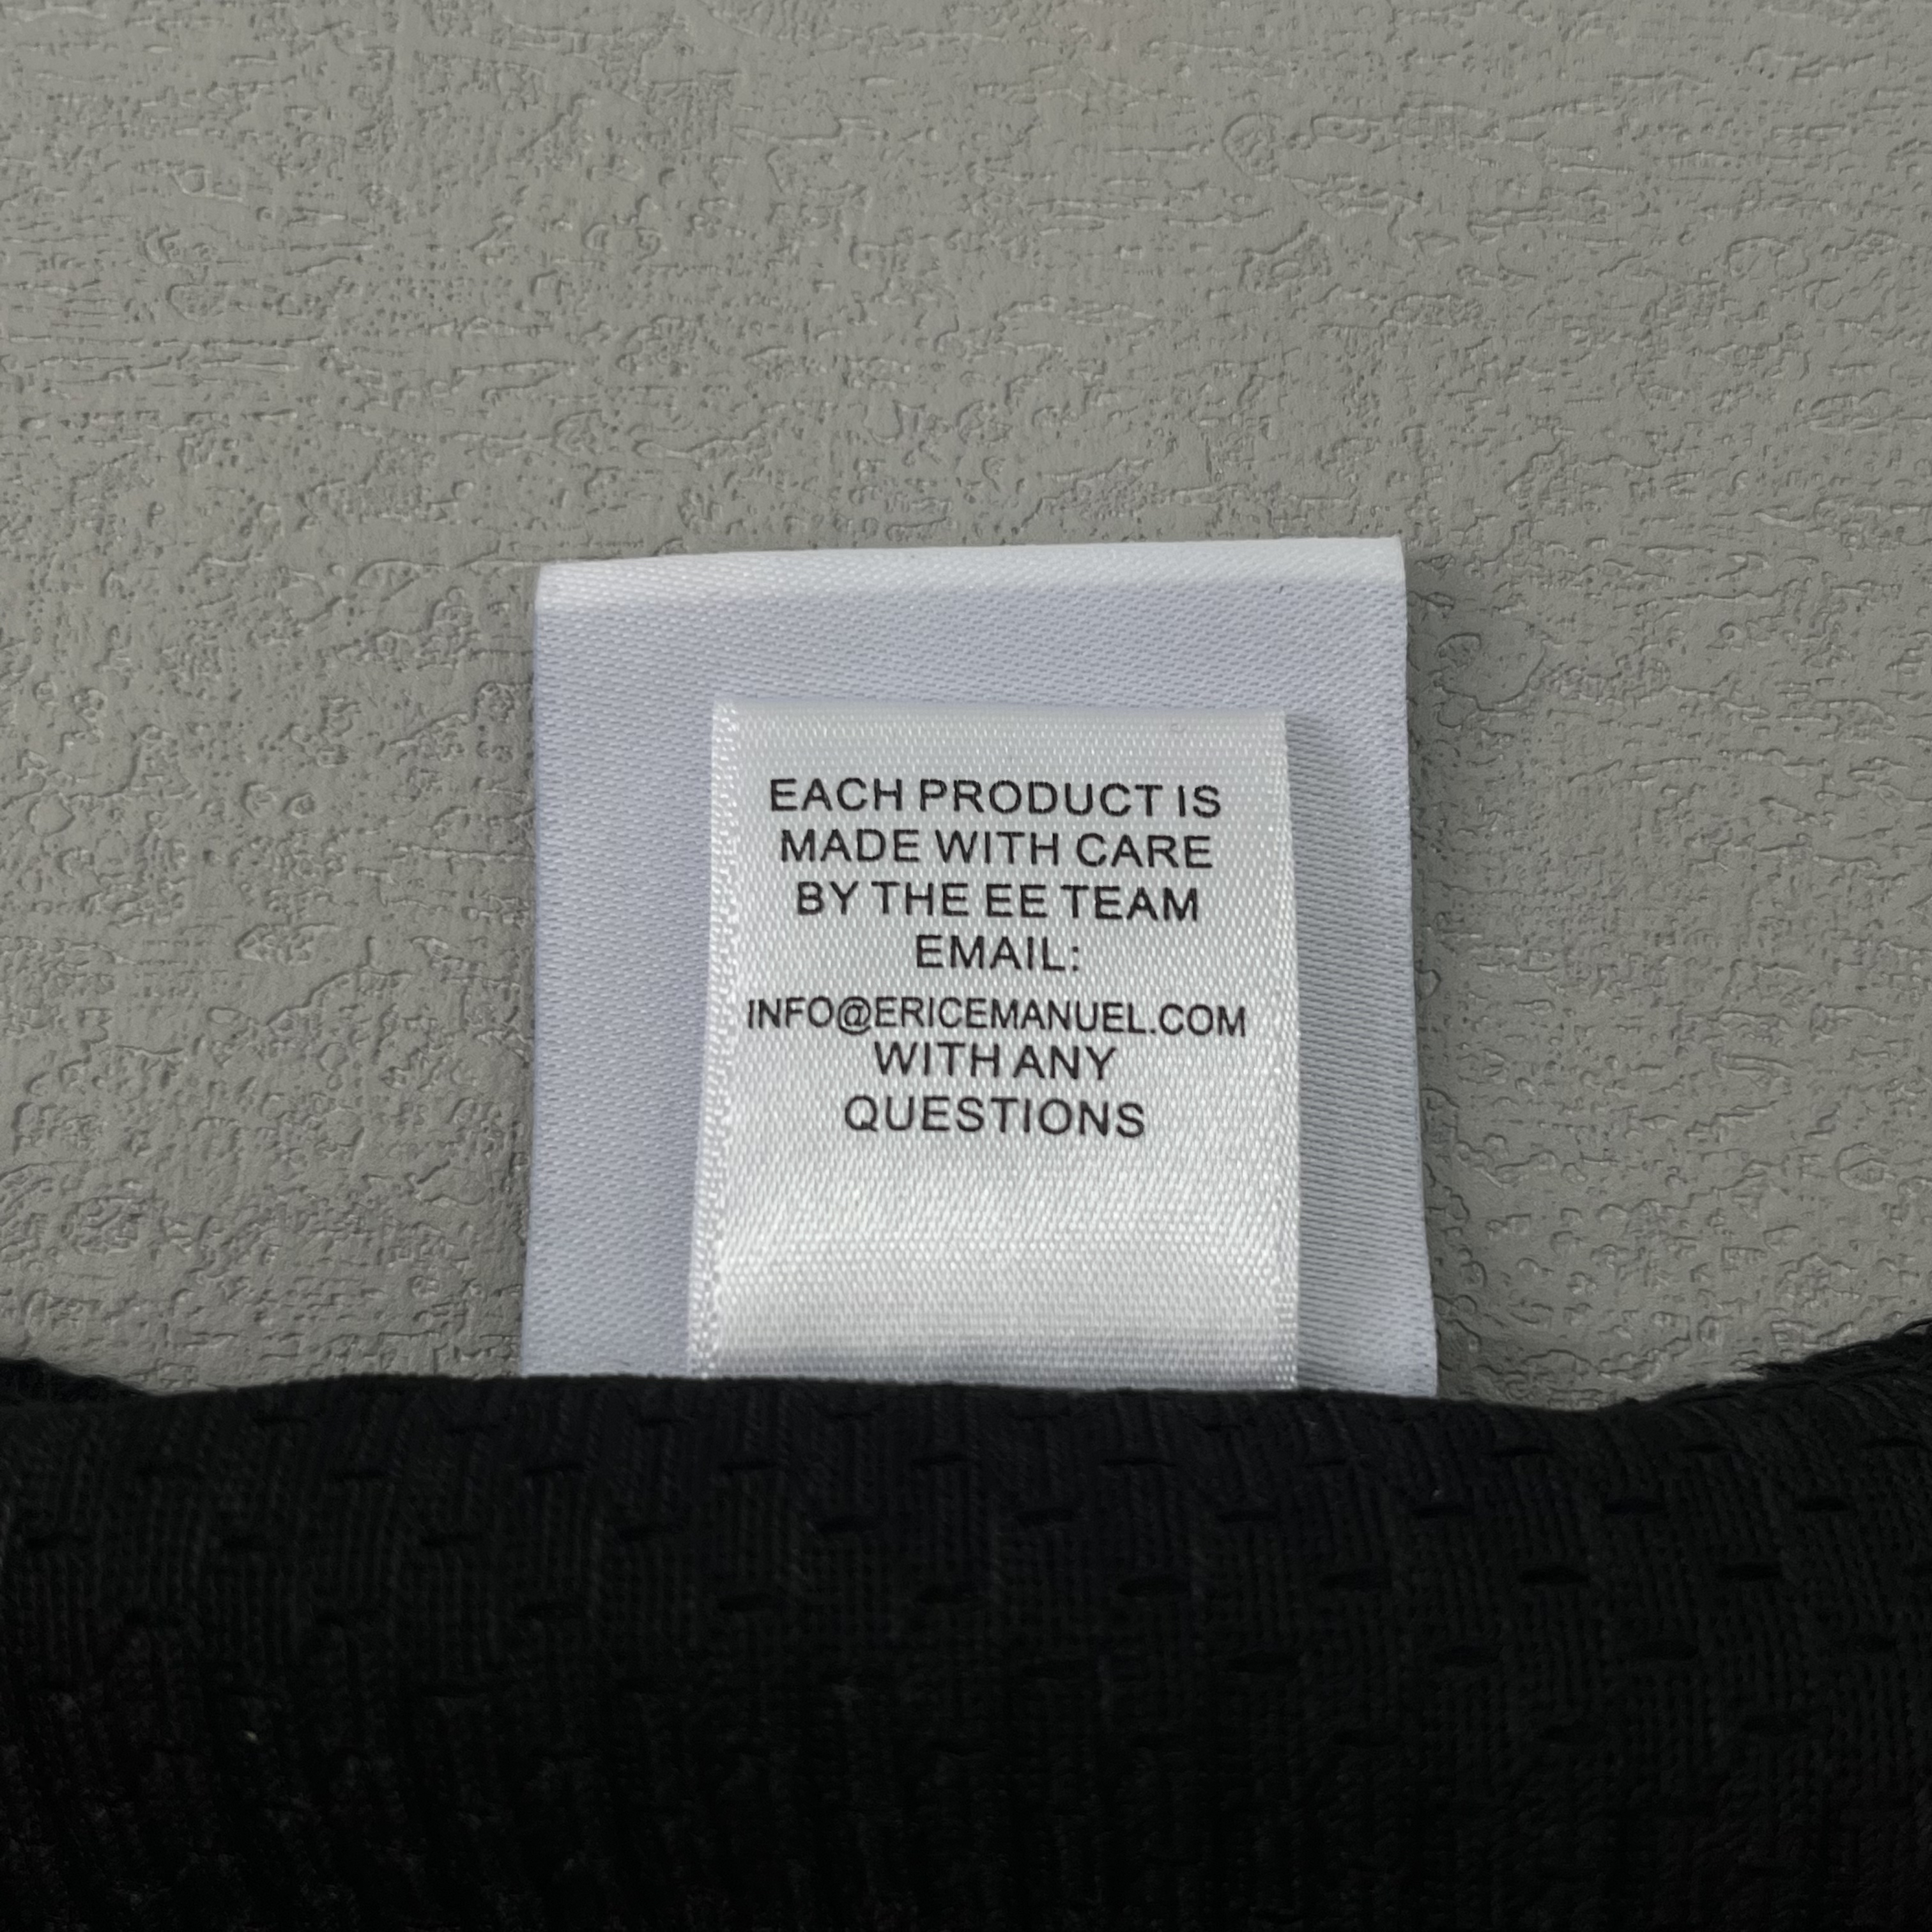 EACH PRODUCT IS
MADE WITH CARE
BY THE EE TEAM
EMAIL:
INFO@ERICEMANUEL.COM
WITH ANY
QUESTIONS